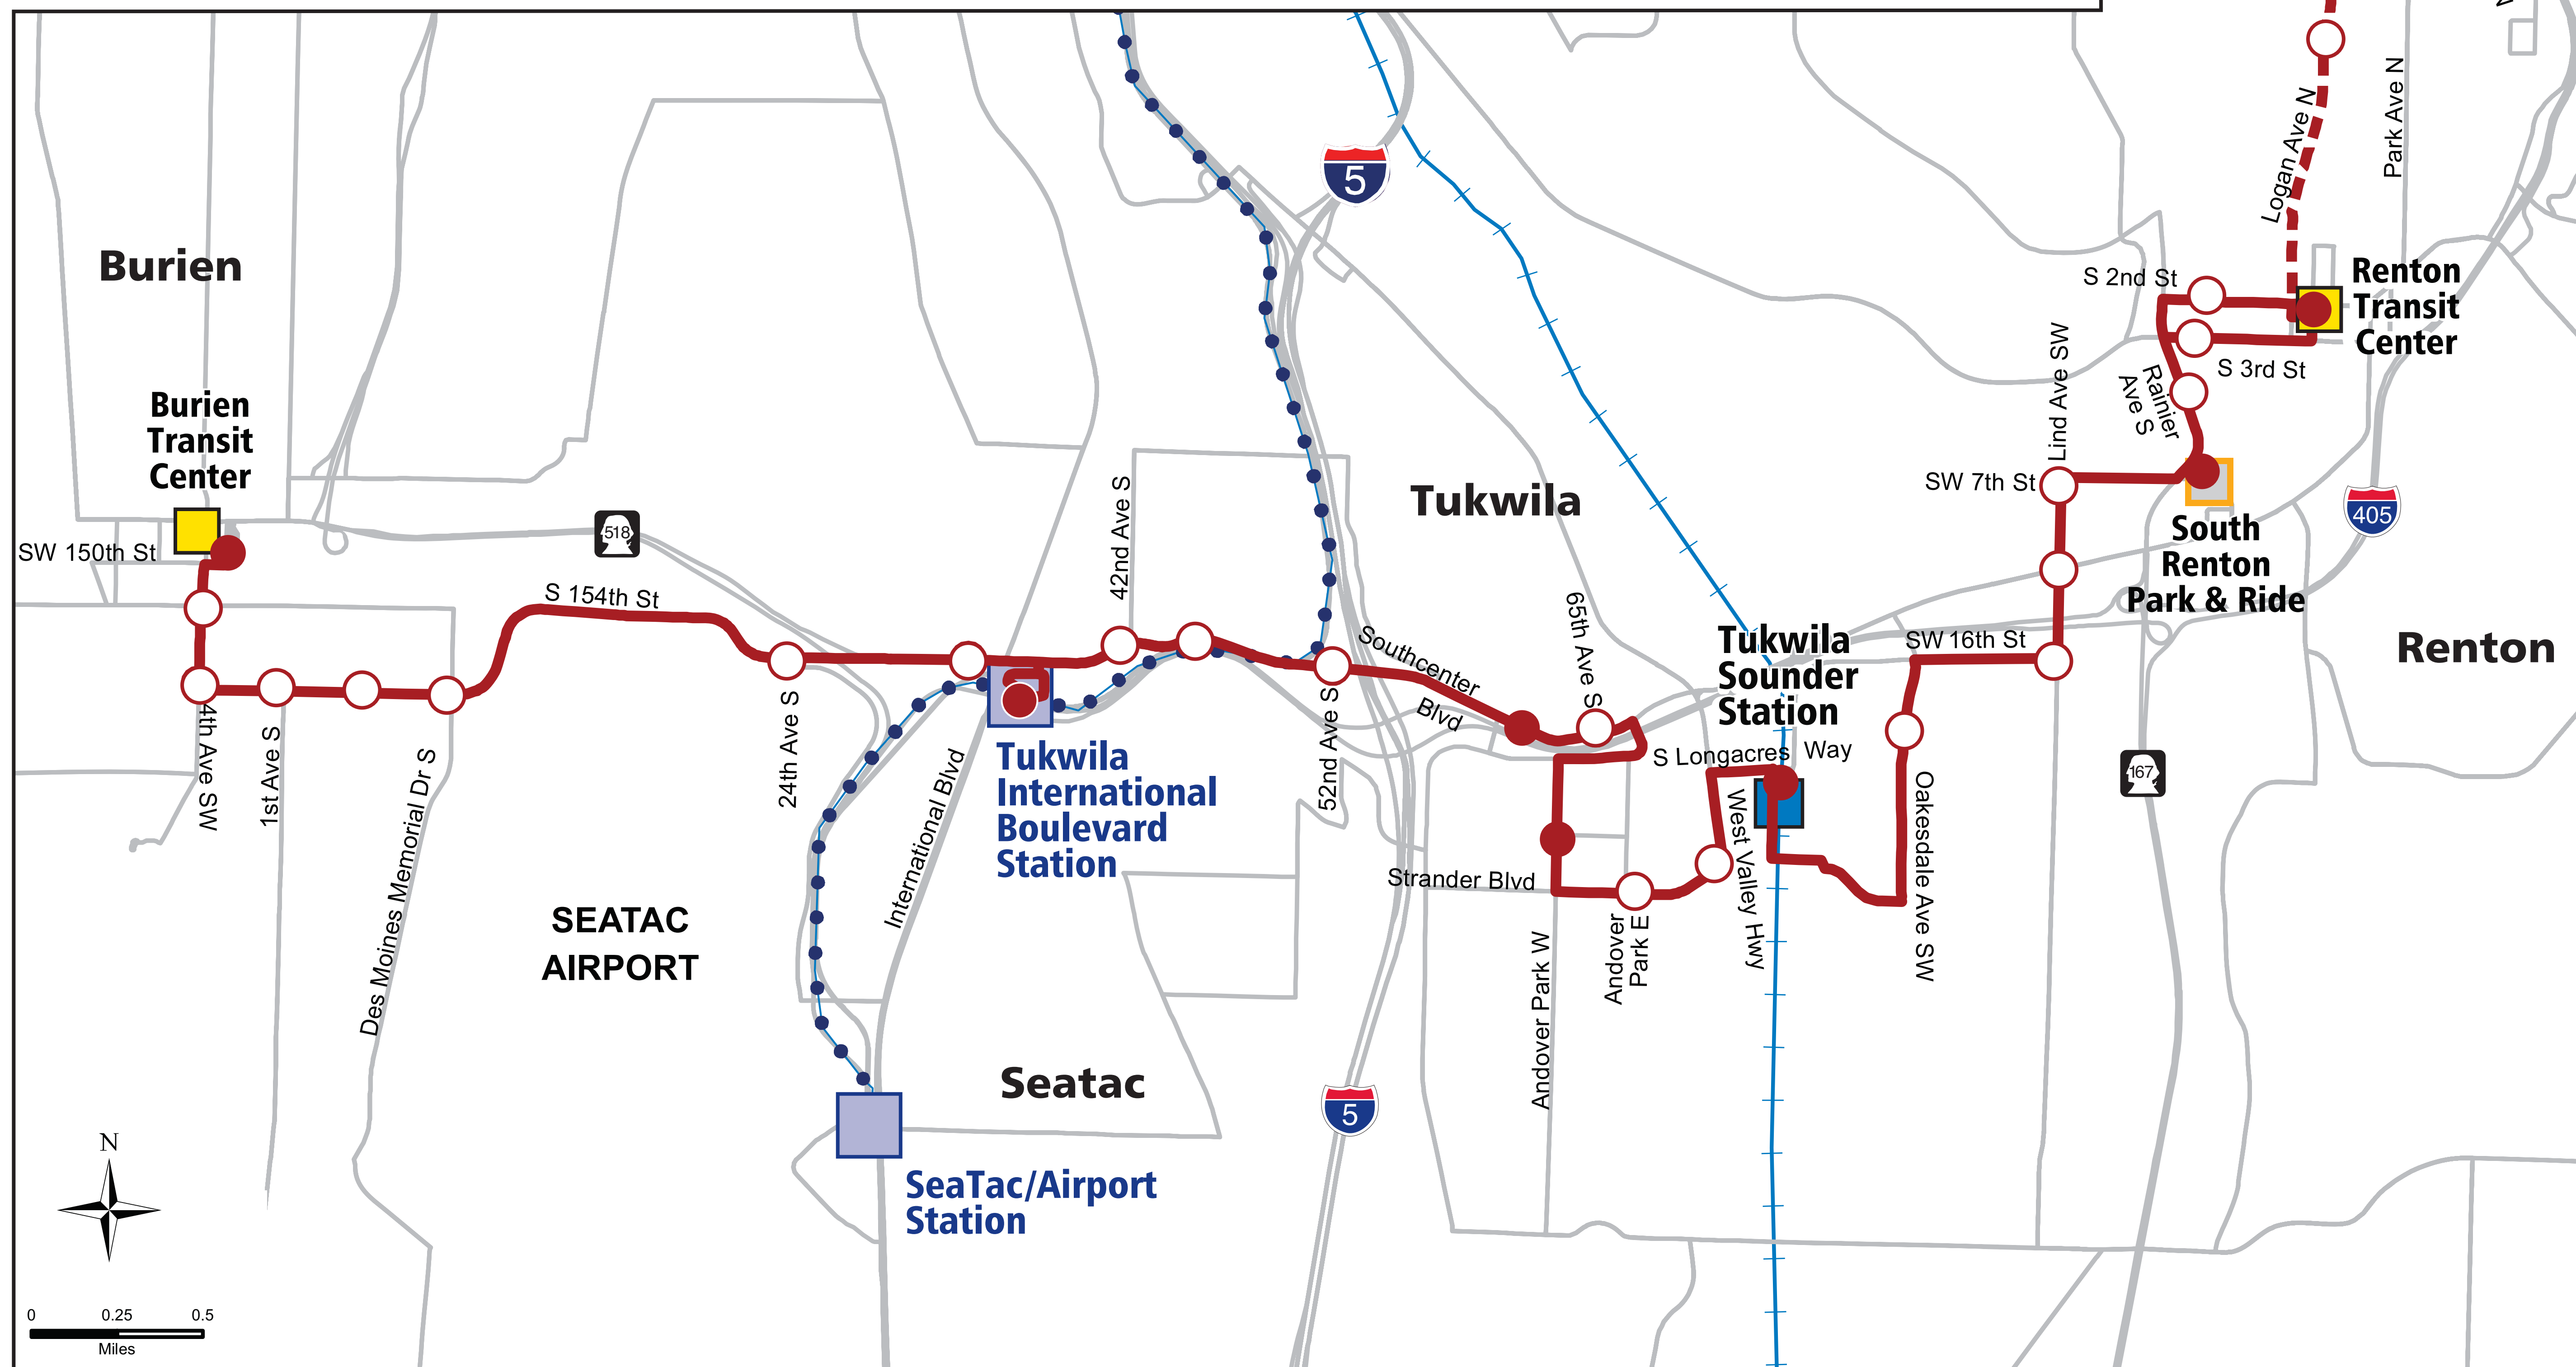 5
Logan Ave N
Park Ave N
Burien
S 2nd St
Renton
Transit
Center
S 3rd St
Rainier
Ave S
Lind Ave SW
Burien
Transit
Center
SW 7th St
Tukwila
405
South
Renton
Park & Ride
SW 150th St
518
42nd Ave S
S 154th St
65th Ave S
Southcenter
Blvd
Tukwila
Sounder
Station
SW 16th St
Renton
4th Ave SW
1st Ave S
Des Moines Memorial Dr S
24th Ave S
International Blvd
Tukwila
International
Boulevard
Station
52nd Ave S
S Longacres Way
West Valley Hwy
Oakesdale Ave SW
167
Strander Blvd
Andover Park W
Andover
Park E
SEATAC
AIRPORT
Seatac
5
SeaTac/Airport
Station
N
0 0.25 0.5
Miles